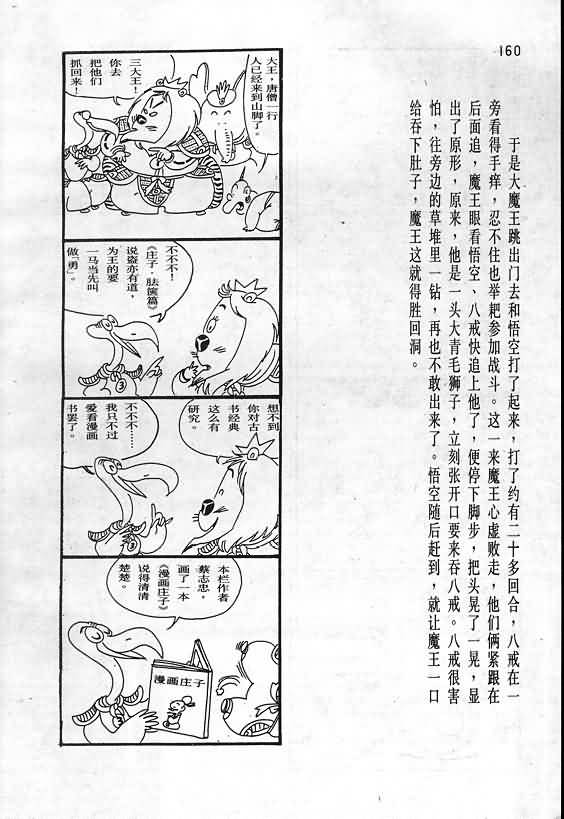 160
于是大魔王跳出门去和悟空打了起来，打了约有二十多回合，八戒在一
旁看得手痒，忍不住也举耙参加战斗。这一来魔王心虚败走，他们俩紧跟在
后面追，魔王眼看悟空、八戒快追上他了，便停下脚步，把头晃了一晃，显
出了原形，原来，他是一头大青毛狮子，立刻张开口要来吞八戒。八戒很害
怕，往旁边的草堆里一钻，再也不敢出来了。悟空随后赶到，就让魔王一口
给吞下肚子，魔王这就得胜回洞。
大王，唐僧一行
人已经来到山脚了。
三大王！
你去
把他们
抓回来！
不不不！
《庄子·胠箧篇》
说盗亦有道，
为王的要
一马当先叫
做「勇」。
想不到
你对古
书经典
这么有
研究。
不不不……
我只不过
爱看漫画
书罢了。
本栏作者
蔡志忠，
画了一本
《漫画庄子》
说得清清
楚楚。
漫画庄子
3